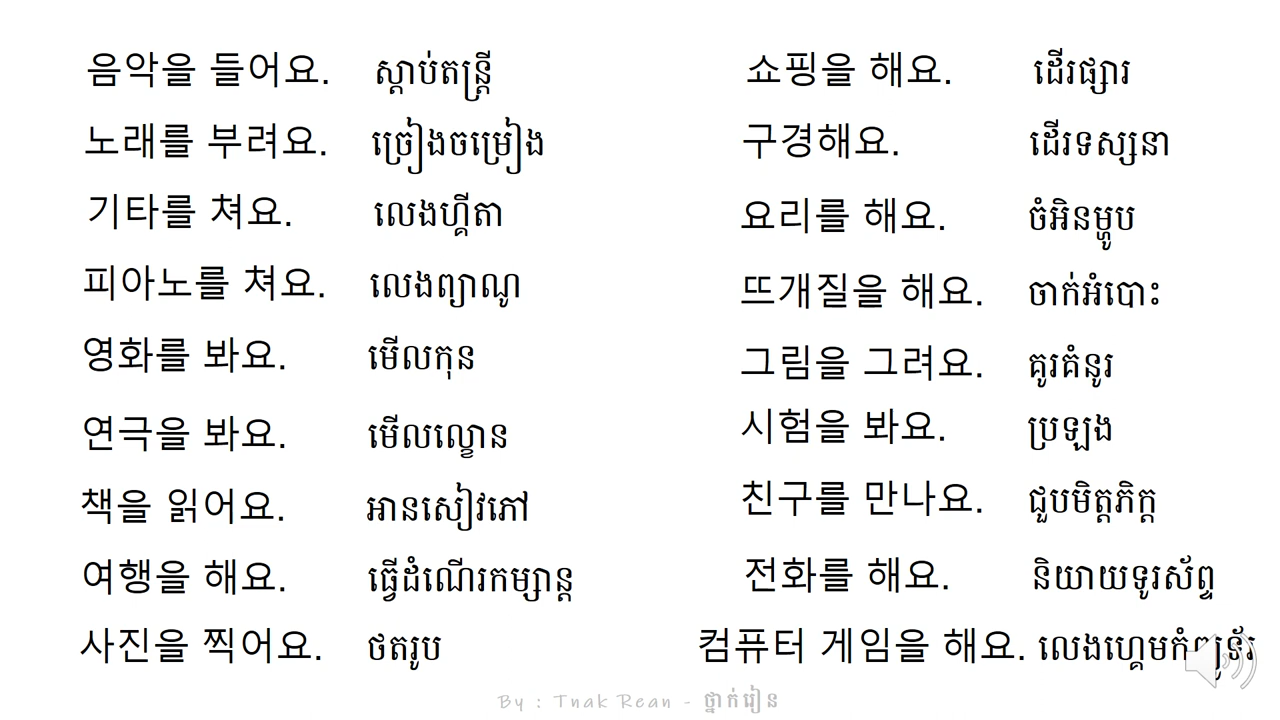 음악을 들어요. ស្ដាប់តន្ត្រី
노래를 부려요. ច្រៀងចម្រៀង
기타를 쳐요. លេងហ្គីតា
피아노를 쳐요. លេងព្យាណូ
영화를 봐요. មើលកុន
연극을 봐요. មើលល្ខោន
책을 읽어요. អានសៀវភៅ
여행을 해요. ធ្វើដំណើរកម្សាន្ត
사진을 찍어요. ថតរូប
쇼핑을 해요. ដើរផ្សារ
구경해요. ដើរទស្សនា
요리를 해요. ចំអិនម្ហូប
뜨개질을 해요. ចាក់អំបោះ
그림을 그려요. គូរគំនូរ
시험을 봐요. ប្រឡង
친구를 만나요. ជួបមិត្តភិក្ត
전화를 해요. និយាយទូរស័ព្ទ
컴퓨터 게임을 해요. លេងហ្គេមកំព្យូទ័រ
By : Tnak Rean - ថ្នាក់រៀន